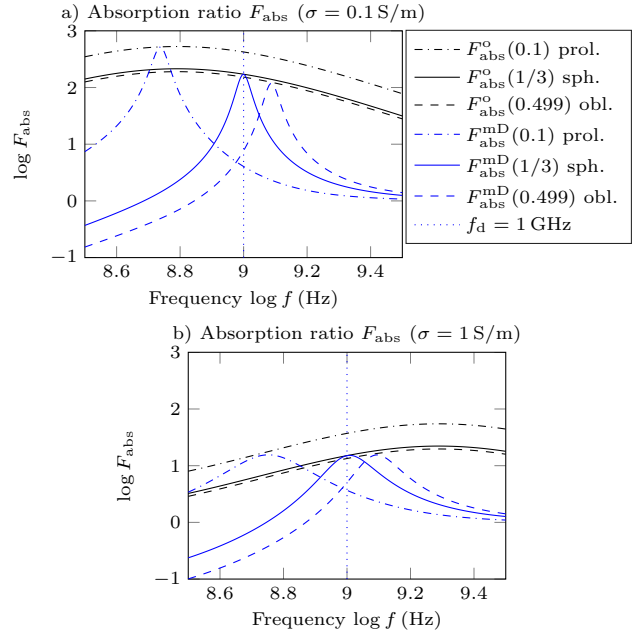 a) Absorption ratio F_abs (σ = 0.1 S/m)
3
2
1
0
−1
log F_abs
8.6
8.8
9
9.2
9.4
Frequency log f (Hz)
F^o_abs(0.1) prol.
F^o_abs(1/3) sph.
F^o_abs(0.499) obl.
F^mD_abs(0.1) prol.
F^mD_abs(1/3) sph.
F^mD_abs(0.499) obl.
f_d = 1 GHz
b) Absorption ratio F_abs (σ = 1 S/m)
3
2
1
0
−1
log F_abs
8.6
8.8
9
9.2
9.4
Frequency log f (Hz)